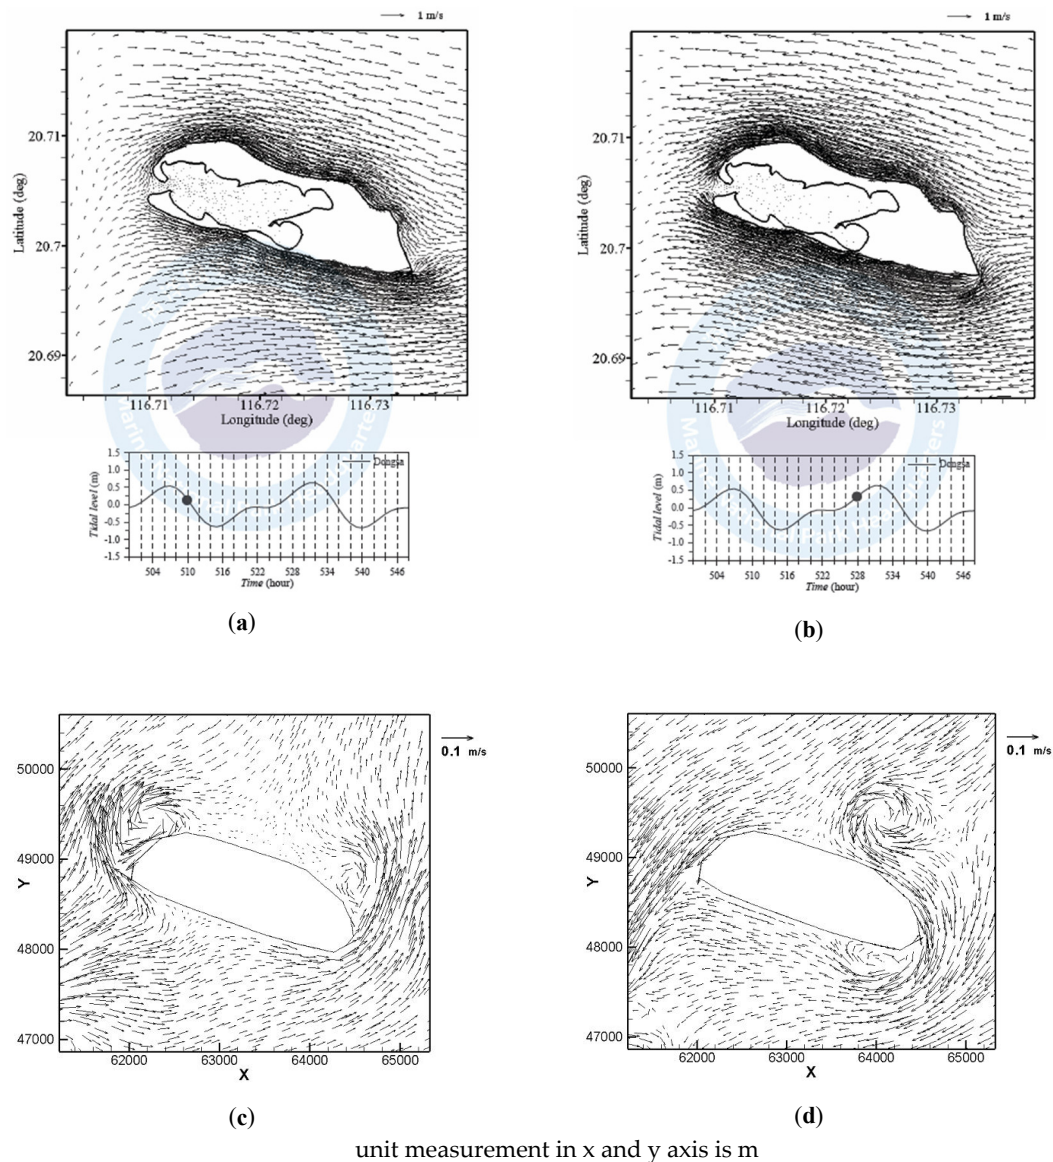 1 m/s
20.71
20.7
20.69
Latitude (deg)
116.71 116.72 116.73
Longitude (deg)
1.5
1.0
0.5
0.0
-0.5
-1.0
-1.5
Tidal level (m)
Dongsa
504 510 516 522 528 534 540 546
Time (hour)
(a)
1 m/s
20.71
20.7
20.69
Latitude (deg)
116.71 116.72 116.73
Longitude (deg)
1.5
1.0
0.5
0.0
-0.5
-1.0
-1.5
Tidal level (m)
Dongsa
504 510 516 522 528 534 540 546
Time (hour)
(b)
0.1 m/s
50000
49000
48000
47000
Y
62000 63000 64000 65000
X
(c)
0.1 m/s
50000
49000
48000
47000
Y
62000 63000 64000 65000
X
(d)
unit measurement in x and y axis is m